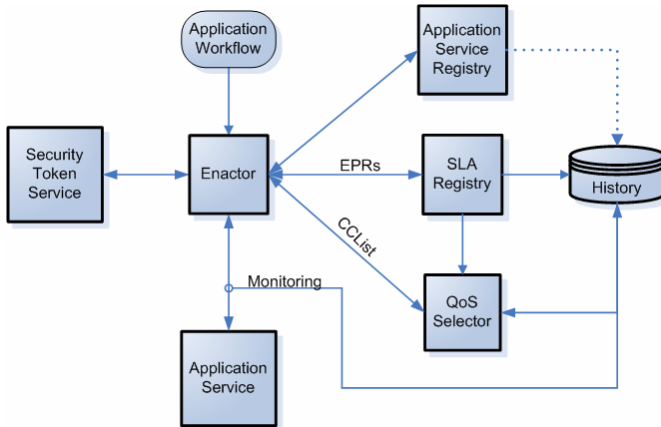 Application
Workflow
Application
Service
Registry
Security
Token
Service
Enactor
EPRs
SLA
Registry
History
CCList
Monitoring
QoS
Selector
Application
Service